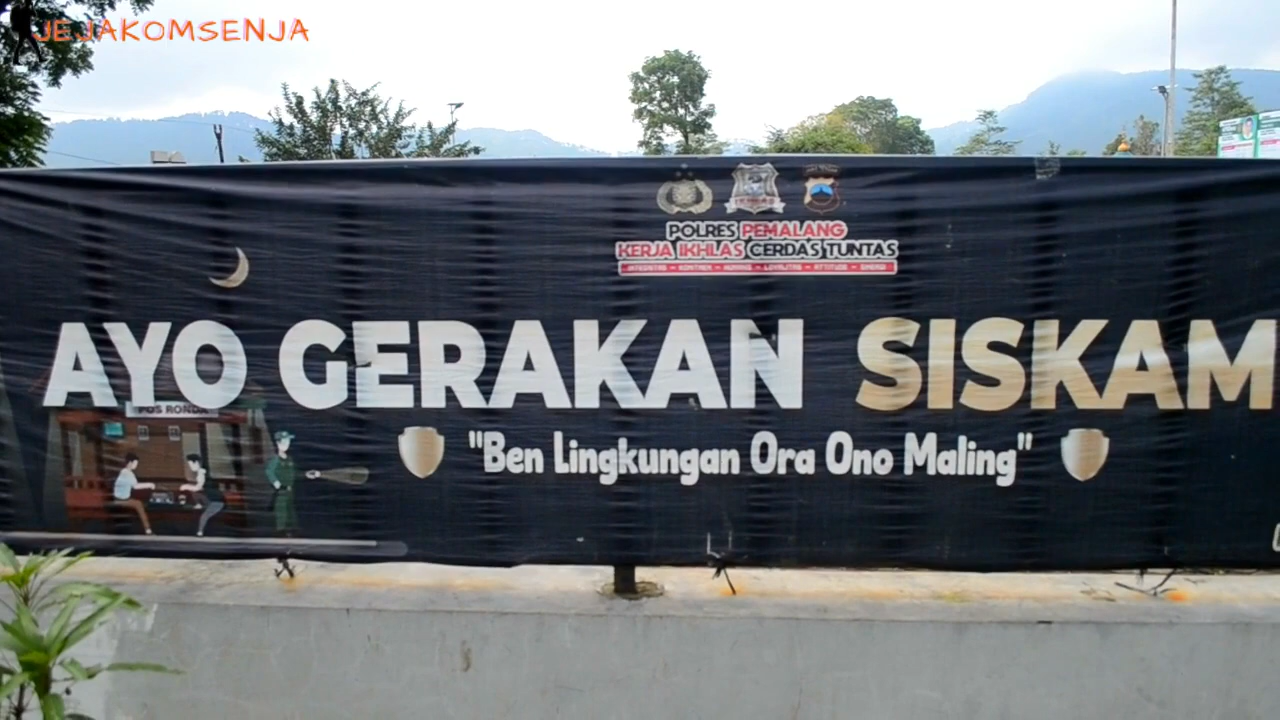 JEJAKOMSENJA
POLRES PEMALANG
KERJA IKHLAS CERDAS TUNTAS
AYO GERAKAN SISKAM
POS RONDA
"Ben Lingkungan Ora Ono Maling"